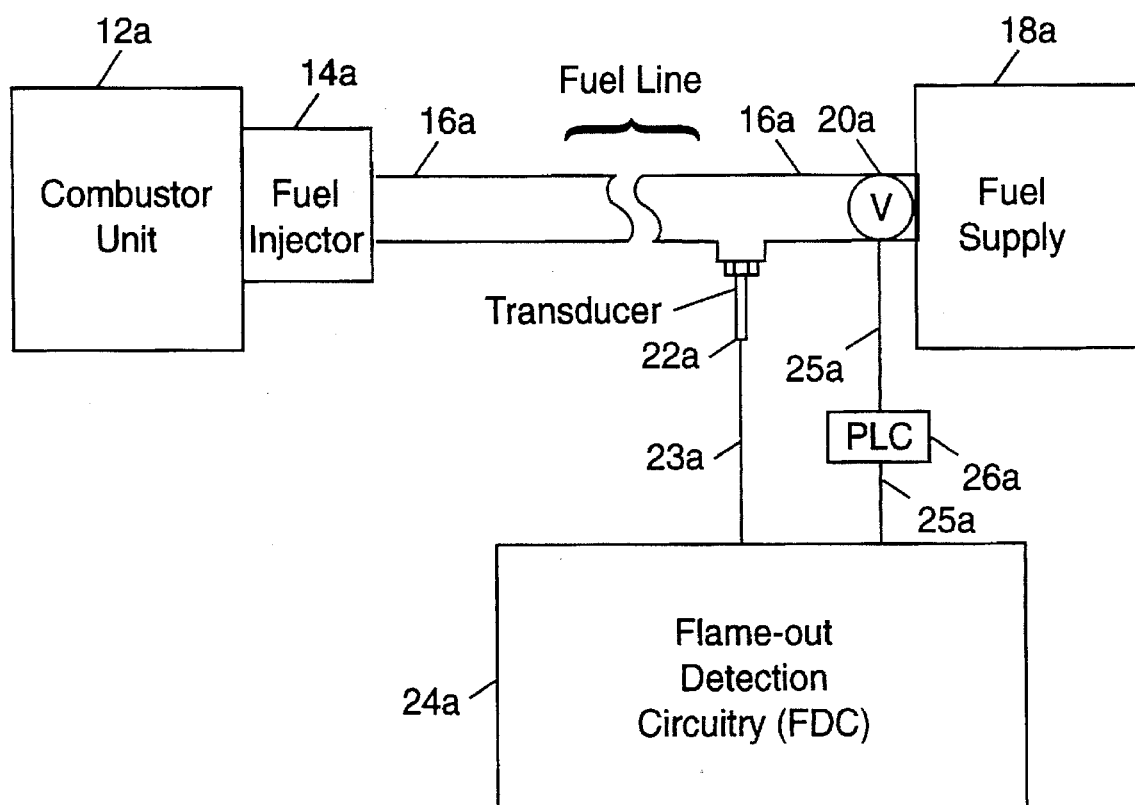 12a
18a
14a
Fuel Line
16a
16a
20a
Combustor
Unit
Fuel
Injector
V
Fuel
Supply
Transducer
22a
25a
23a
PLC
26a
25a
Flame-out
Detection
Circuitry (FDC)
24a